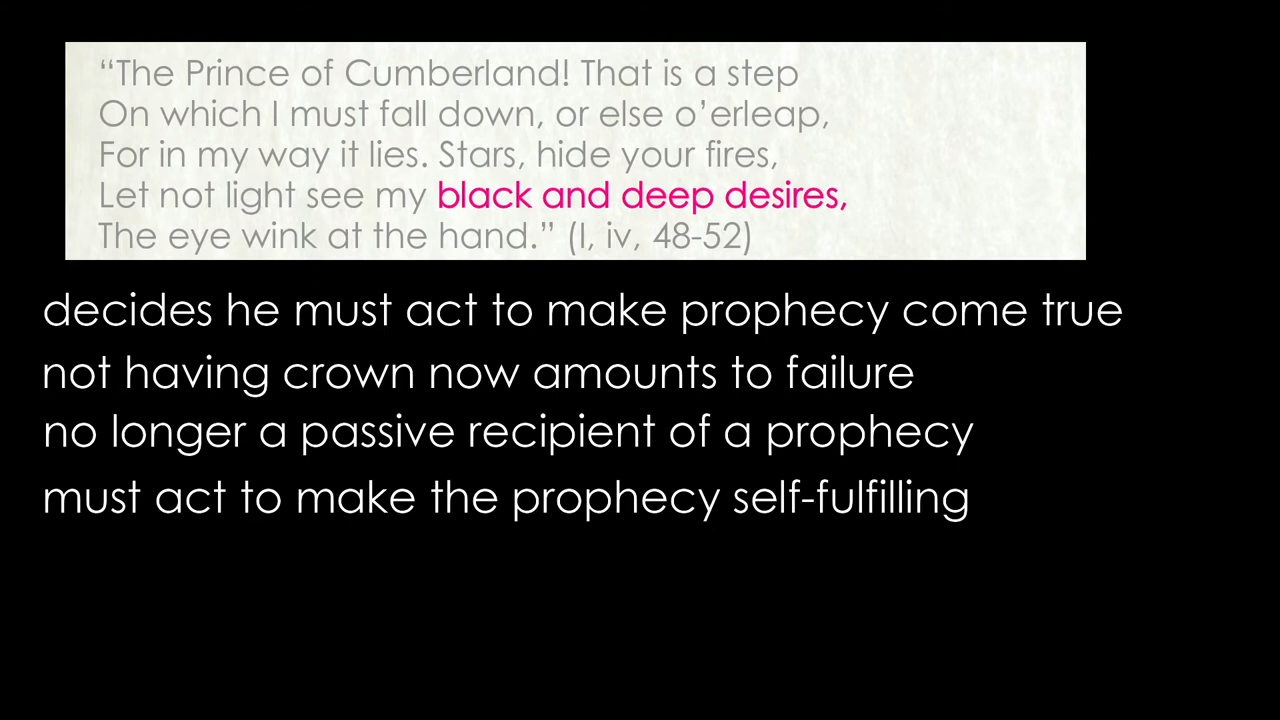 “The Prince of Cumberland! That is a step
On which I must fall down, or else o’erleap,
For in my way it lies. Stars, hide your fires,
Let not light see my black and deep desires,
The eye wink at the hand.” (I, iv, 48-52)
decides he must act to make prophecy come true
not having crown now amounts to failure
no longer a passive recipient of a prophecy
must act to make the prophecy self-fulfilling